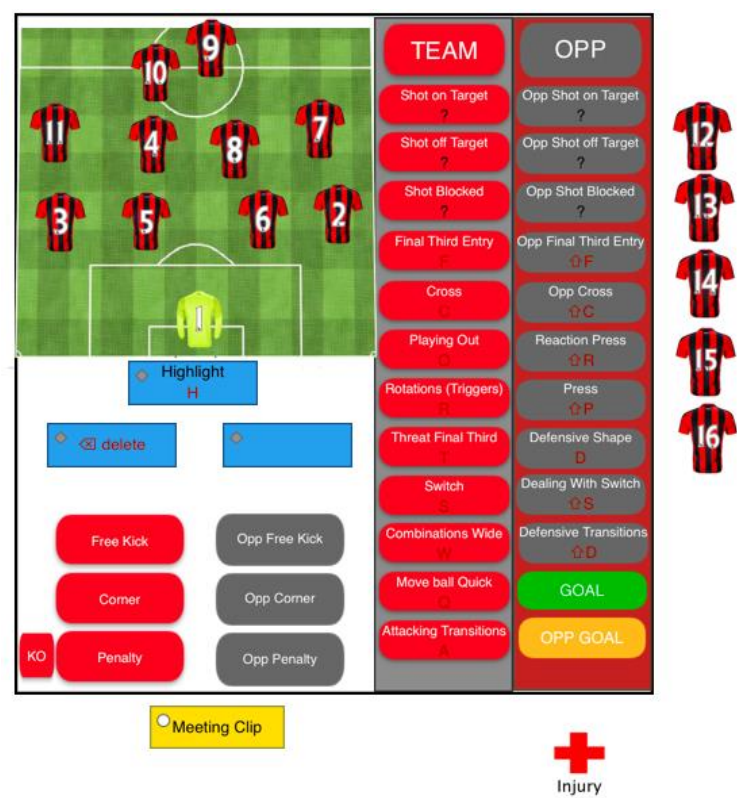 9
10
11
4
8
7
3
5
6
2
1
Highlight
H
delete
Free Kick
Opp Free Kick
Corner
Opp Corner
KO
Penalty
Opp Penalty
Meeting Clip
TEAM
Shot on Target
?
Shot off Target
?
Shot Blocked
?
Final Third Entry
F
Cross
C
Playing Out
O
Rotations (Triggers)
R
Threat Final Third
T
Switch
S
Combinations Wide
W
Move ball Quick
Attacking Transitions
A
OPP
Opp Shot on Target
?
Opp Shot off Target
?
Opp Shot Blocked
?
Opp Final Third Entry
⇧F
Opp Cross
⇧C
Reaction Press
⇧R
Press
⇧P
Defensive Shape
D
Dealing With Switch
⇧S
Defensive Transitions
⇧D
GOAL
OPP GOAL
12
13
14
15
16
Injury